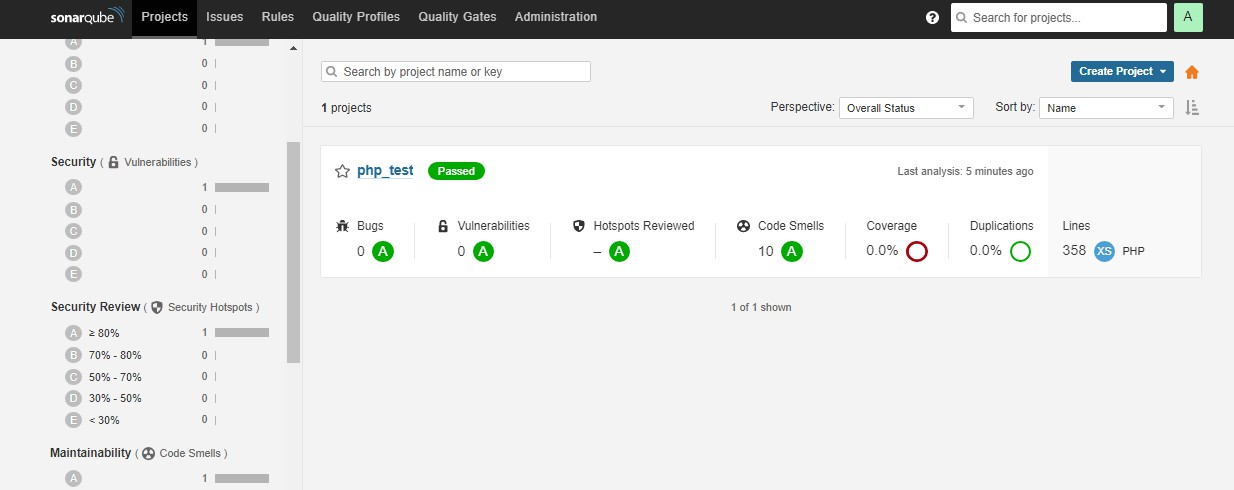 sonarqube Projects Issues Rules Quality Profiles Quality Gates Administration ? Search for projects... A
A 1
B 0
C 0
D 0
E 0
Security ( Vulnerabilities )
A 1
B 0
C 0
D 0
E 0
Security Review ( Security Hotspots )
A ≥ 80% 1
B 70% - 80% 0
C 50% - 70% 0
D 30% - 50% 0
E < 30% 0
Maintainability ( Code Smells )
A 1
Search by project name or key
Create Project
1 projects
Perspective: Overall Status Sort by: Name
php_test Passed Last analysis: 5 minutes ago
Bugs Vulnerabilities Hotspots Reviewed Code Smells Coverage Duplications Lines
0 A 0 A – A 10 A 0.0% 0.0% 358 XS PHP
1 of 1 shown